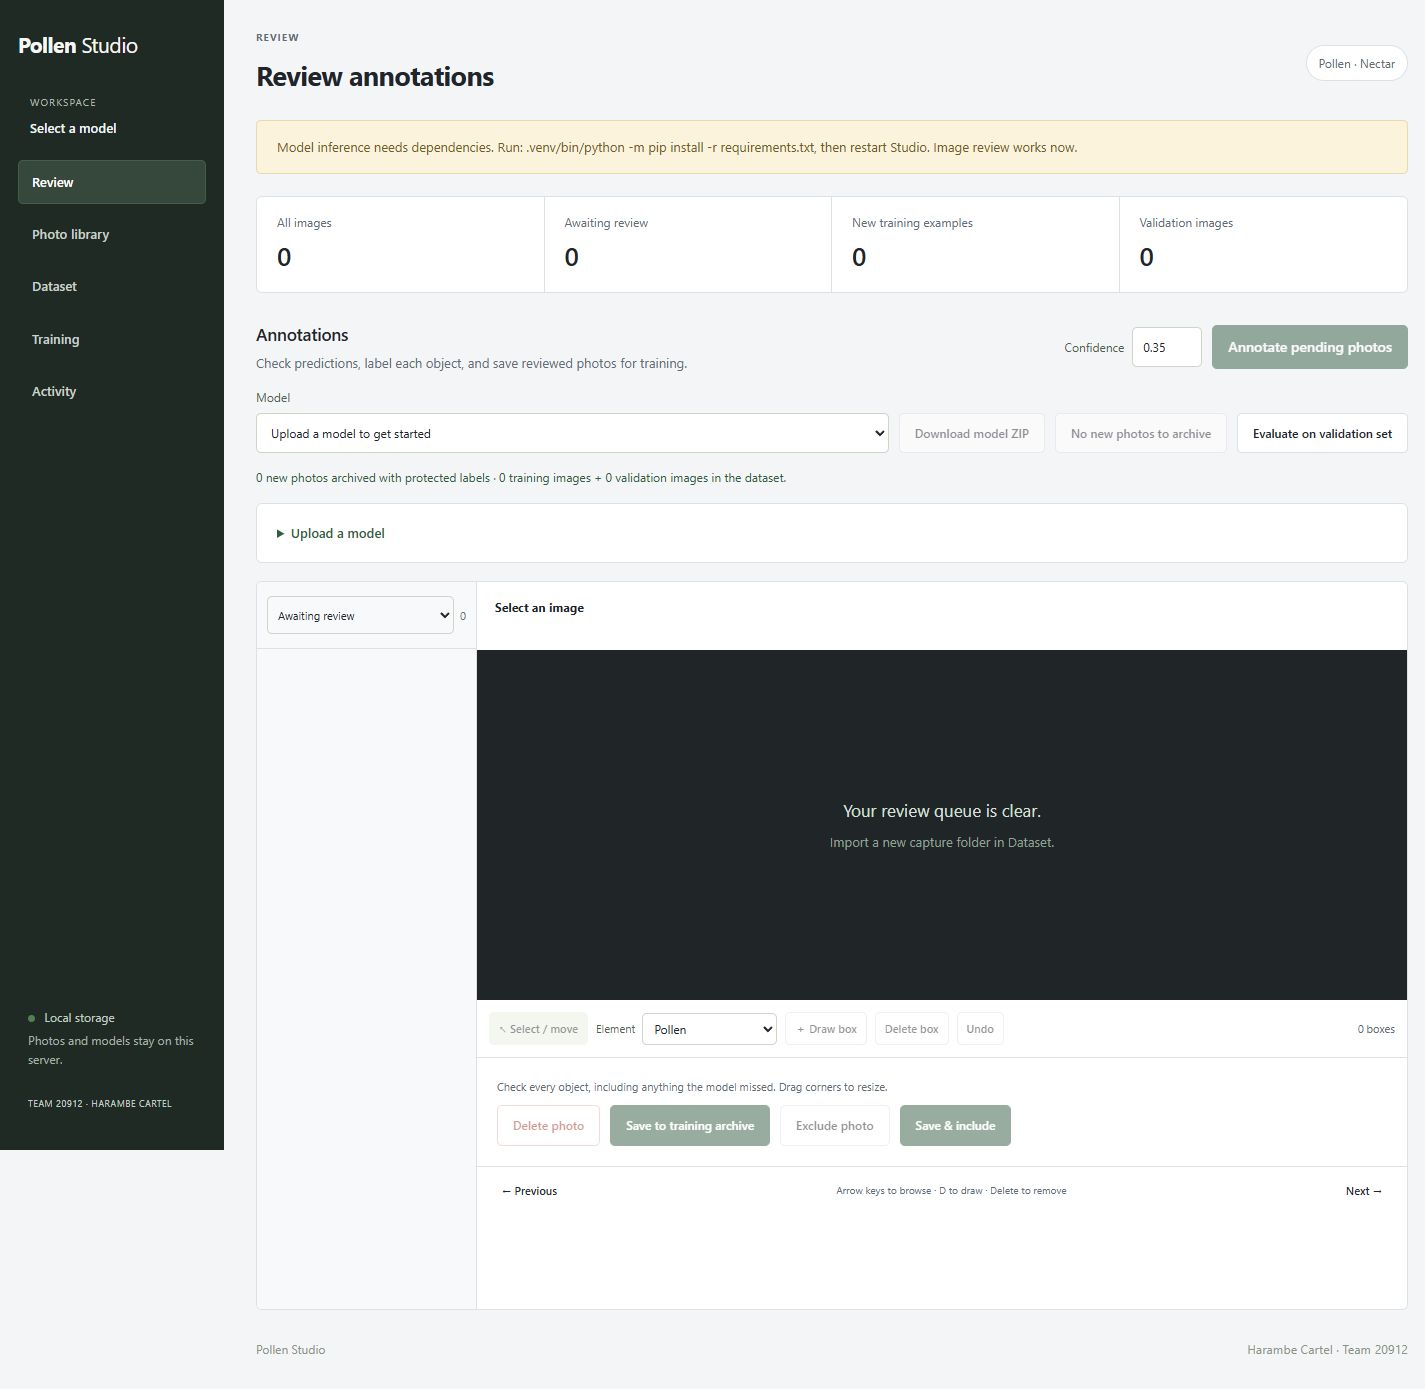 Pollen Studio
WORKSPACE
Select a model
Review
Photo library
Dataset
Training
Activity
Local storage
Photos and models stay on this
server.
TEAM 20912 · HARAMBE CARTEL
REVIEW
Review annotations
Pollen · Nectar
Model inference needs dependencies. Run: .venv/bin/python -m pip install -r requirements.txt, then restart Studio. Image review works now.
All images
0
Awaiting review
0
New training examples
0
Validation images
0
Annotations
Check predictions, label each object, and save reviewed photos for training.
Confidence 0.35 Annotate pending photos
Model
Upload a model to get started Download model ZIP No new photos to archive Evaluate on validation set
0 new photos archived with protected labels · 0 training images + 0 validation images in the dataset.
▶ Upload a model
Awaiting review 0
Select an image
Your review queue is clear.
Import a new capture folder in Dataset.
↖ Select / move Element Pollen + Draw box Delete box Undo 0 boxes
Check every object, including anything the model missed. Drag corners to resize.
Delete photo Save to training archive Exclude photo Save & include
← Previous Arrow keys to browse · D to draw · Delete to remove Next →
Pollen Studio Harambe Cartel · Team 20912